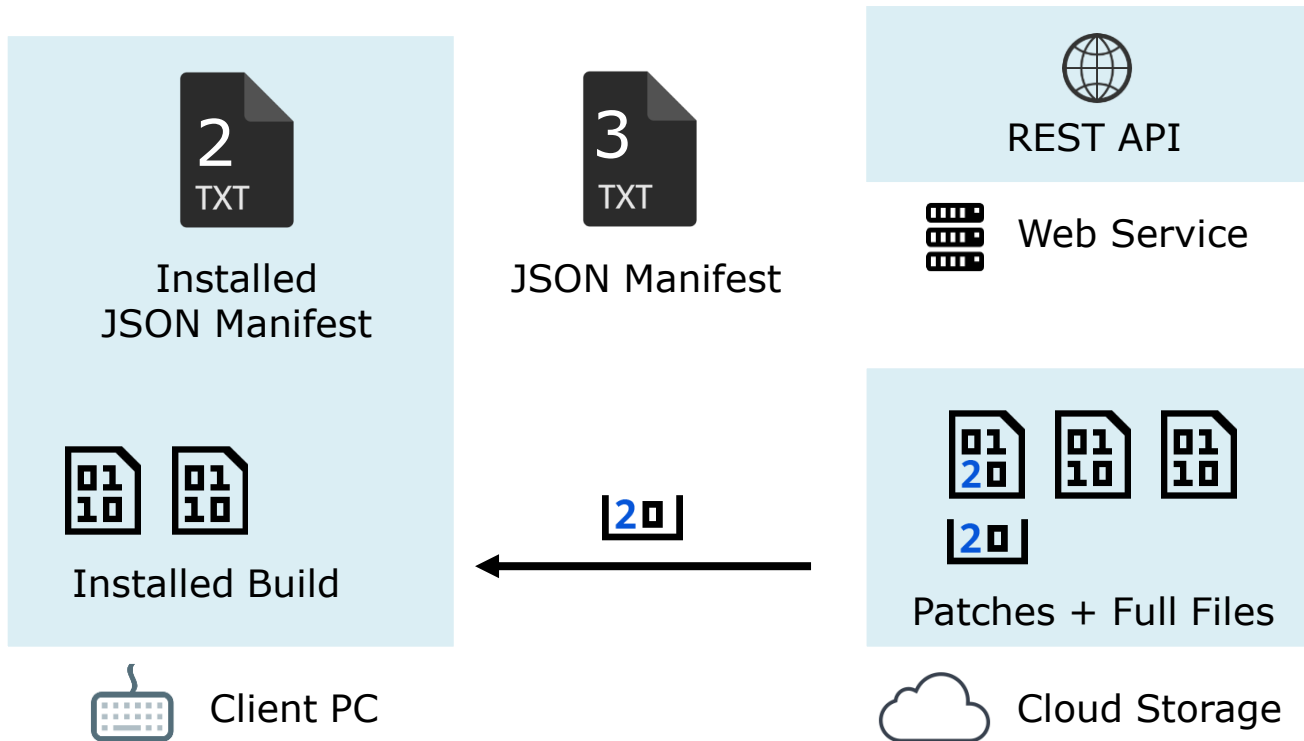 2
TXT
Installed
JSON Manifest
3
TXT
JSON Manifest
REST API
Web Service
01
10
01
10
Installed Build
20
01
20
01
10
01
10
20
Patches + Full Files
Client PC
Cloud Storage